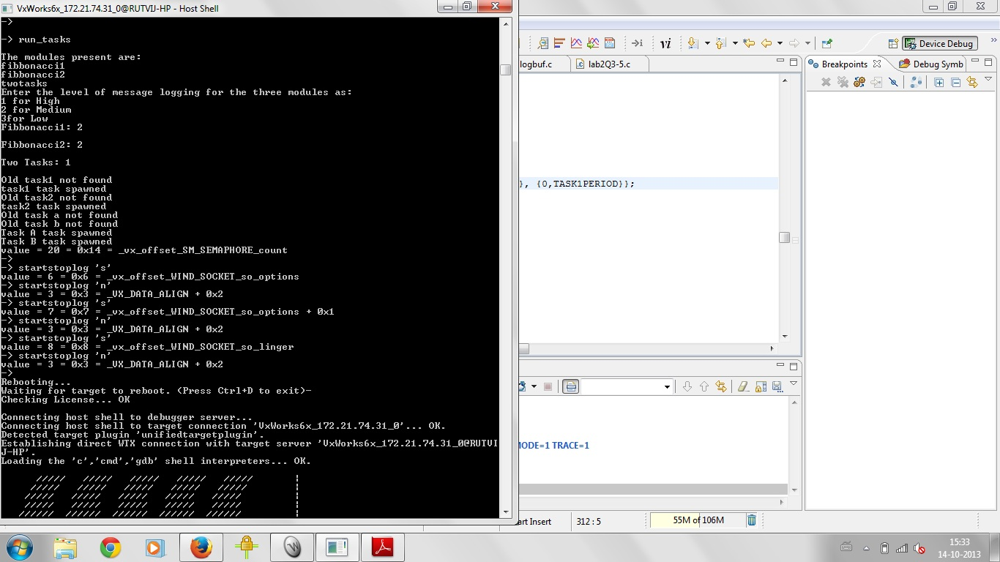 VxWorks6x_172.21.74.31_0@RUTVIJ-HP - Host Shell
->
-> run_tasks
The modules present are:
fibbonacci1
fibbonacci2
twotasks
Enter the level of message logging for the three modules as:
1 for High
2 for Medium
3for Low
Fibbonacci1: 2
Fibbonacci2: 2
Two Tasks: 1
Old task1 not found
task1 task spawned
Old task2 not found
task2 task spawned
Old task a not found
Old task b not found
Task A task spawned
Task B task spawned
value = 20 = 0x14 = _vx_offset_SM_SEMAPHORE_count
->
-> startstoplog 's'
value = 6 = 0x6 = _vx_offset_WIND_SOCKET_so_options
-> startstoplog 'n'
value = 3 = 0x3 = _VX_DATA_ALIGN + 0x2
-> startstoplog 's'
value = 7 = 0x7 = _vx_offset_WIND_SOCKET_so_options + 0x1
-> startstoplog 'n'
value = 3 = 0x3 = _VX_DATA_ALIGN + 0x2
-> startstoplog 's'
value = 8 = 0x8 = _vx_offset_WIND_SOCKET_so_linger
-> startstoplog 'n'
value = 3 = 0x3 = _VX_DATA_ALIGN + 0x2
->
Rebooting...
Waiting for target to reboot. (Press Ctrl+D to exit)-
Checking License... OK
Connecting host shell to debugger server...
Connecting host shell to target connection 'VxWorks6x_172.21.74.31_0'... OK.
Detected target plugin 'unifiedtargetplugin'.
Establishing direct WTX connection with target server 'VxWorks6x_172.21.74.31_0@RUTVI
J-HP'.
Loading the 'c','cmd','gdb' shell interpreters... OK.
vi
Device Debug
logbuf.c
lab2Q3-5.c
Breakpoints
Debug Symb
}, {0,TASK1PERIOD}};
MODE=1 TRACE=1
art Insert
312 : 5
55M of 106M
15:33
14-10-2013